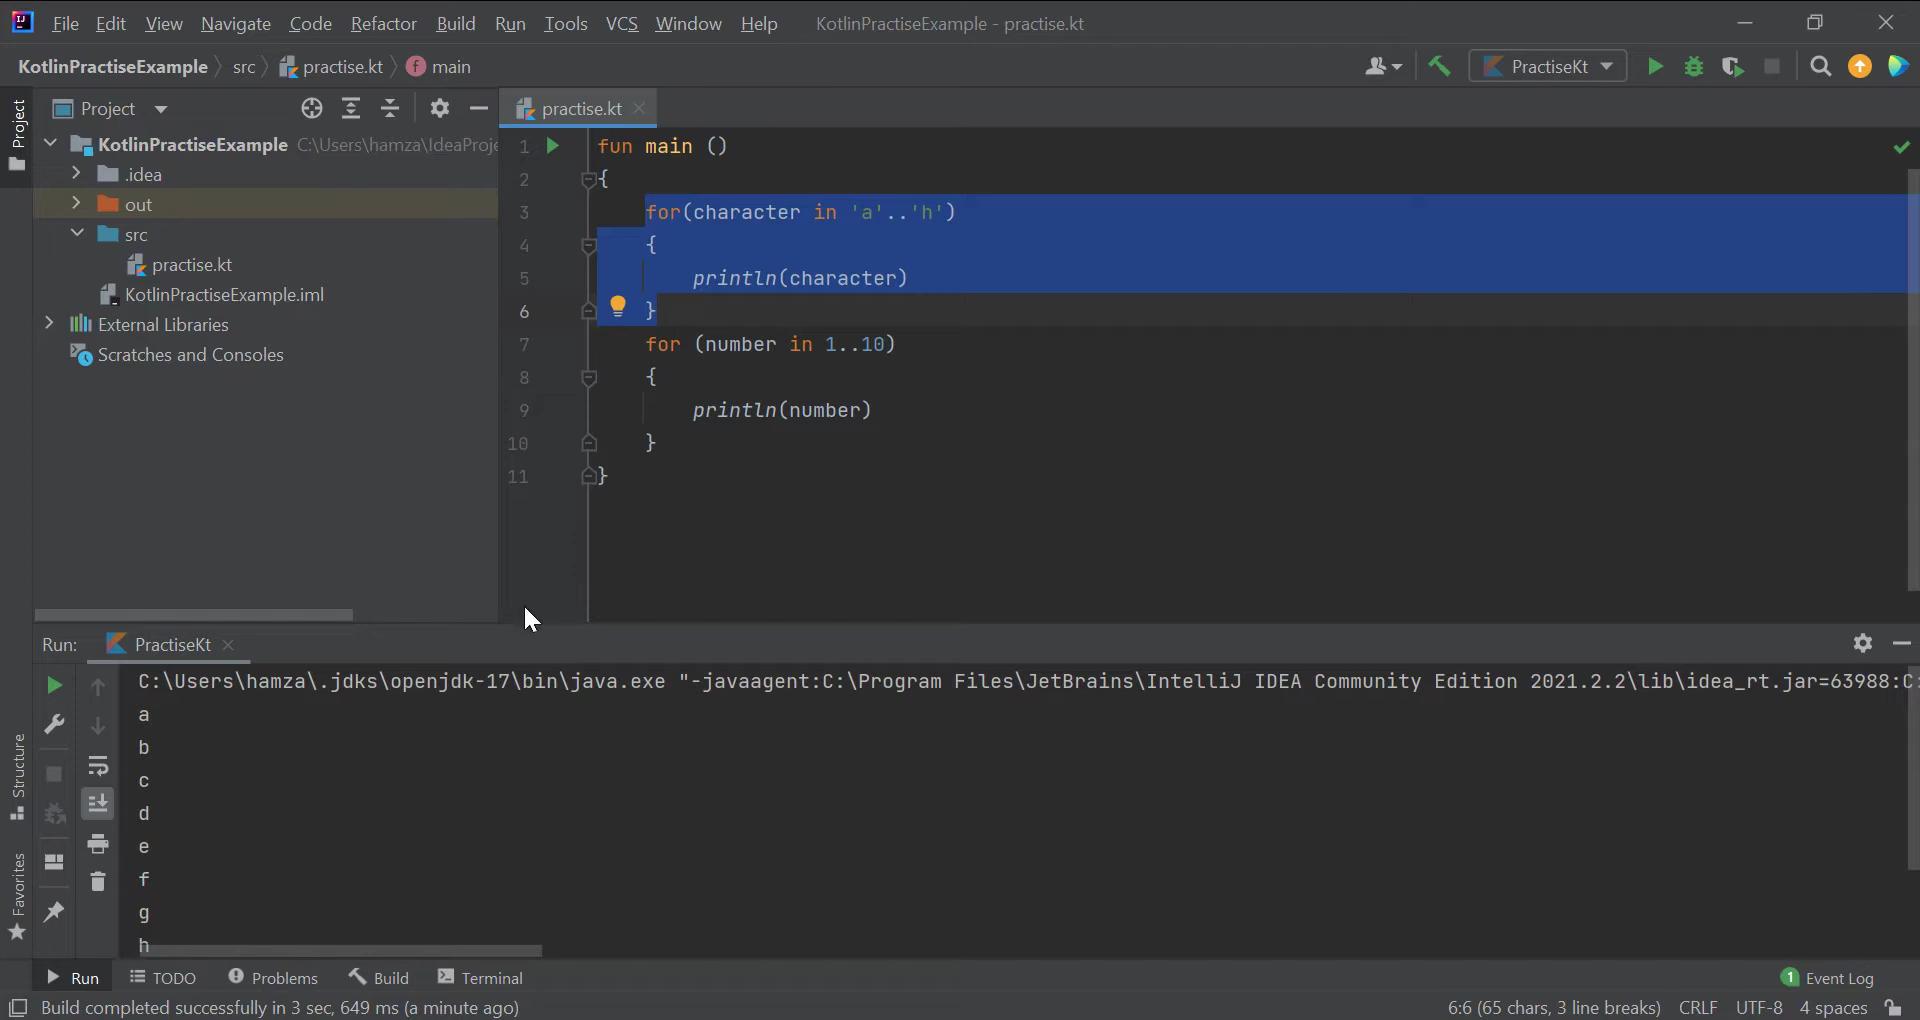 File Edit View Navigate Code Refactor Build Run Tools VCS Window Help KotlinPractiseExample - practise.kt
KotlinPractiseExample src practise.kt main PractiseKt
Project
Project
practise.kt
KotlinPractiseExample C:\Users\hamza\IdeaProje
.idea
out
src
practise.kt
KotlinPractiseExample.iml
External Libraries
Scratches and Consoles
1 fun main ()
2 {
3 for(character in 'a'..'h')
4 {
5 println(character)
6 }
7 for (number in 1..10)
8 {
9 println(number)
10 }
11 }
Run: PractiseKt
C:\Users\hamza\.jdks\openjdk-17\bin\java.exe "-javaagent:C:\Program Files\JetBrains\IntelliJ IDEA Community Edition 2021.2.2\lib\idea_rt.jar=63988:C:
a
b
c
d
e
f
g
h
Structure
Favorites
Run TODO Problems Build Terminal 1 Event Log
Build completed successfully in 3 sec, 649 ms (a minute ago) 6:6 (65 chars, 3 line breaks) CRLF UTF-8 4 spaces